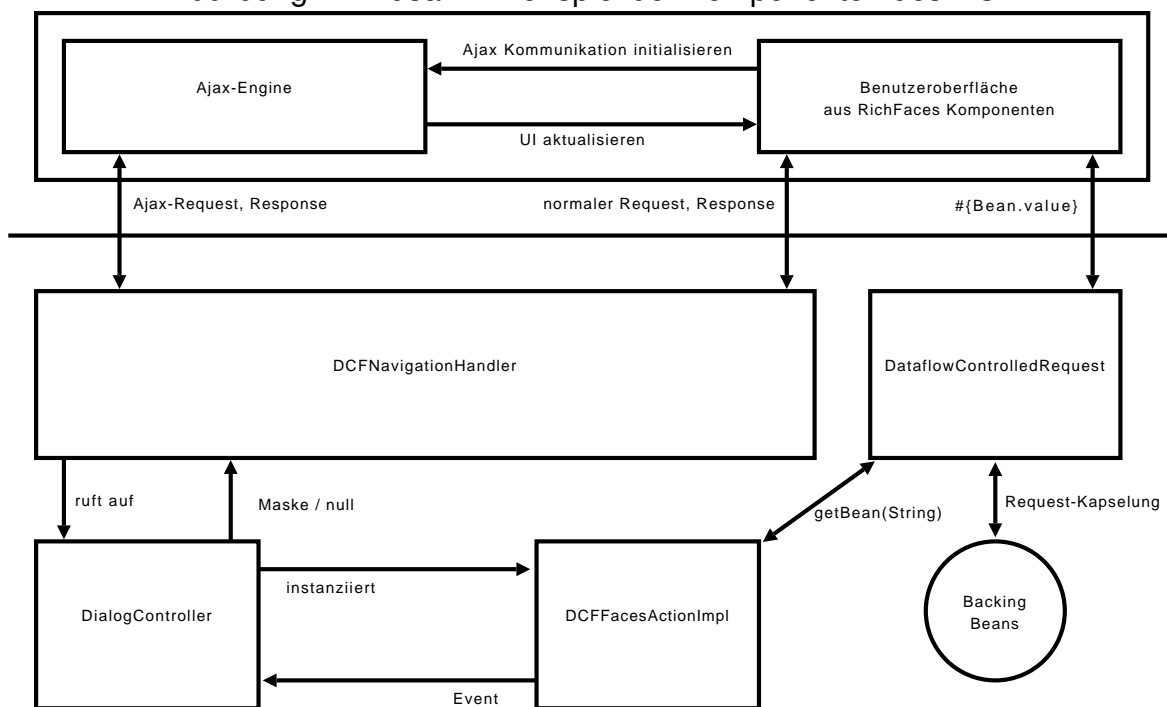 Ajax Kommunikation initialisieren
Ajax-Engine
Benutzeroberfläche
aus RichFaces Komponenten
UI aktualisieren
Ajax-Request, Response
normaler Request, Response
#{Bean.value}
DCFNavigationHandler
DataflowControlledRequest
ruft auf
Maske / null
getBean(String)
Request-Kapselung
instanziiert
DialogController
DCFFacesActionImpl
Backing
Beans
Event